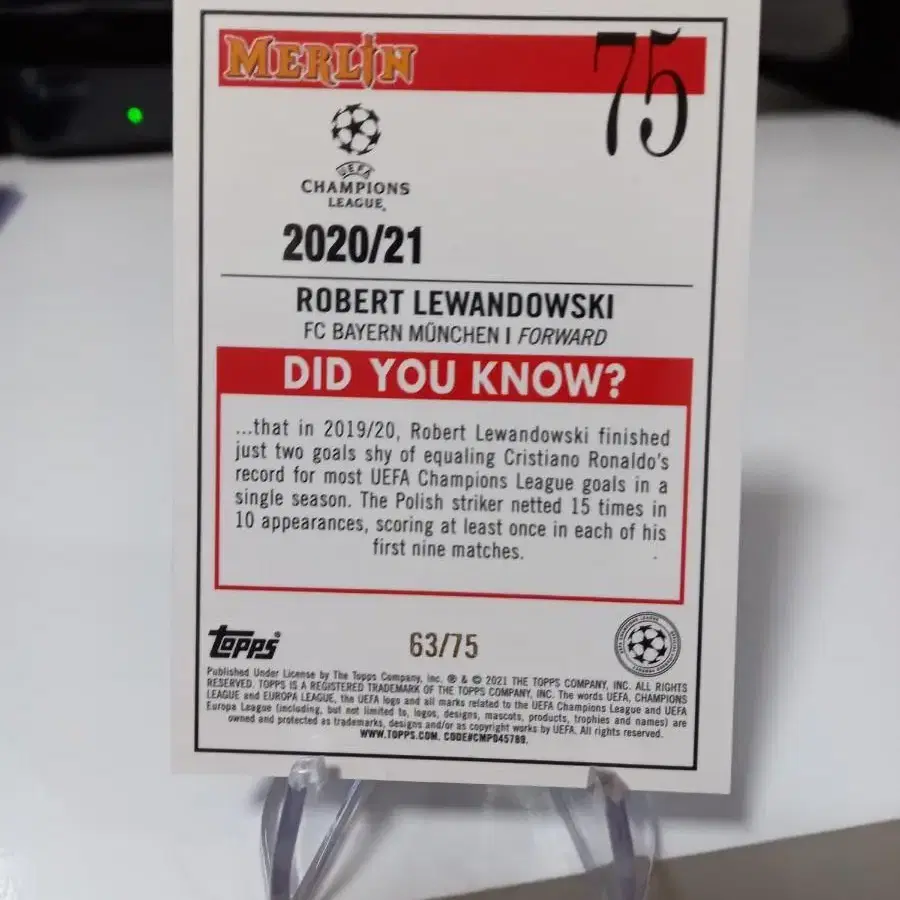 MERLIN
75
UEFA
CHAMPIONS
LEAGUE
2020/21
ROBERT LEWANDOWSKI
FC BAYERN MÜNCHEN I FORWARD
DID YOU KNOW?
...that in 2019/20, Robert Lewandowski finished
just two goals shy of equaling Cristiano Ronaldo's
record for most UEFA Champions League goals in a
single season. The Polish striker netted 15 times in
10 appearances, scoring at least once in each of his
first nine matches.
topps
63/75
Published Under License by The Topps Company, Inc. ® & © 2021 THE TOPPS COMPANY, INC. ALL RIGHTS
RESERVED. TOPPS IS A REGISTERED TRADEMARK OF THE TOPPS COMPANY, INC. The words UEFA, CHAMPIONS
LEAGUE and EUROPA LEAGUE, the UEFA logo and all marks related to the UEFA Champions League and UEFA
Europa League (including, but not limited to, logos, designs, mascots, products, trophies and names) are
owned and protected as trademarks, designs and/or as copyright works by UEFA. All rights reserved.
WWW.TOPPS.COM. CODE#CMP045789.